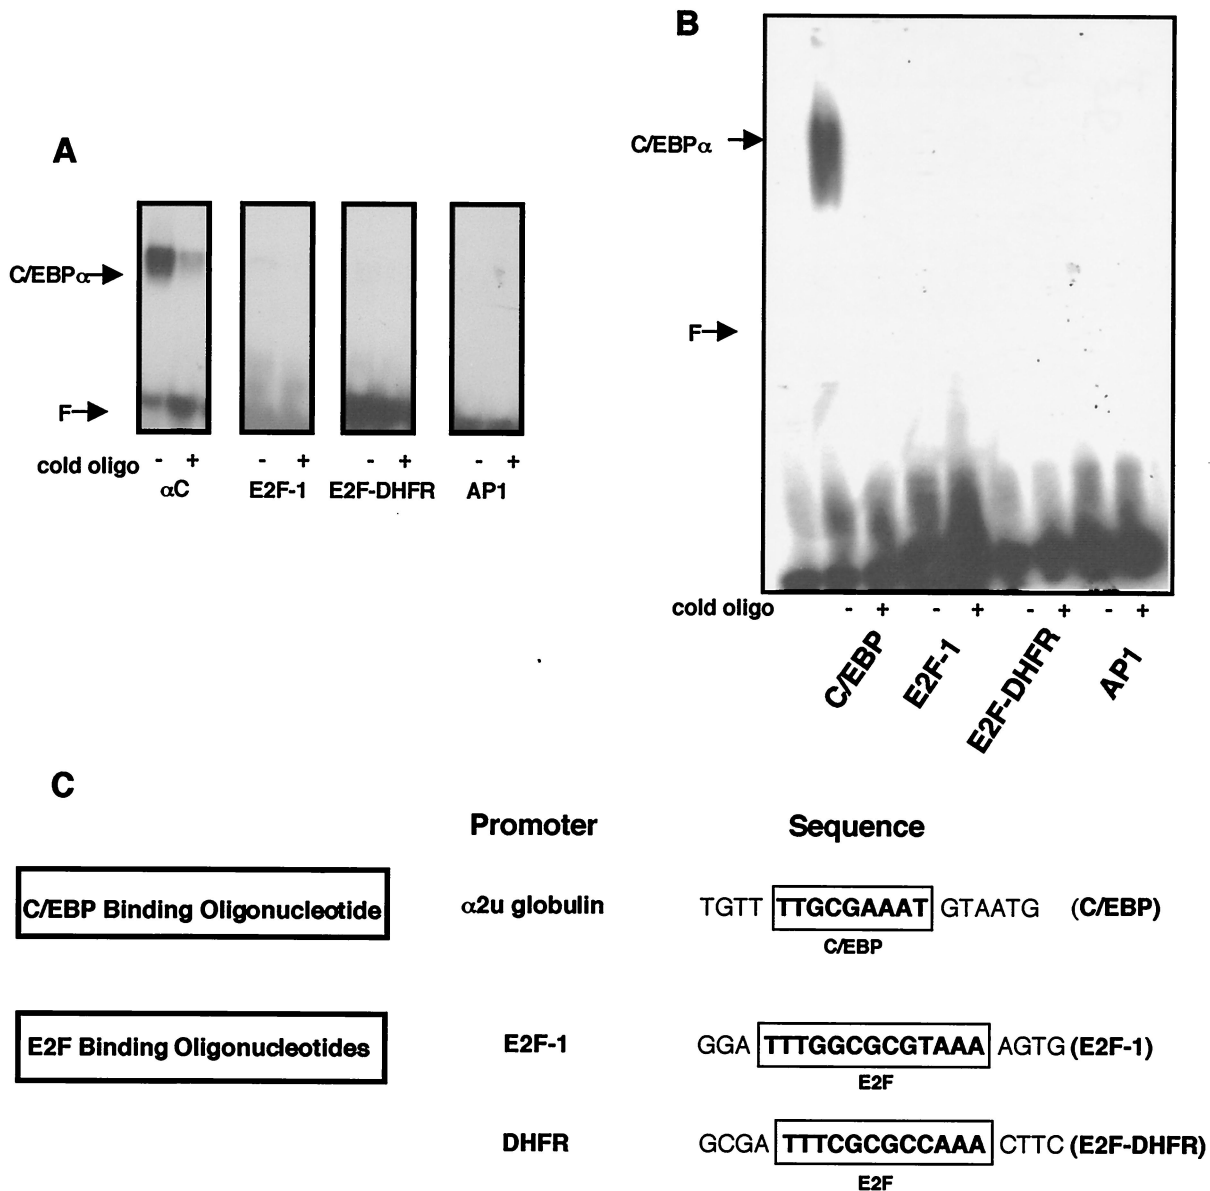 A
C/EBPα
F
cold oligo - + - + - + - +
αC E2F-1 E2F-DHFR AP1
B
C/EBPα
F
cold oligo - + - + - + - +
C/EBP E2F-1 E2F-DHFR AP1
C
Promoter Sequence
C/EBP Binding Oligonucleotide α2u globulin TGTT TTGCGAAAT GTAATG (C/EBP)
C/EBP
E2F Binding Oligonucleotides E2F-1 GGA TTTGGCGCGTAAA AGTG (E2F-1)
E2F
DHFR GCGA TTTCGCGCCAAA CTTC (E2F-DHFR)
E2F